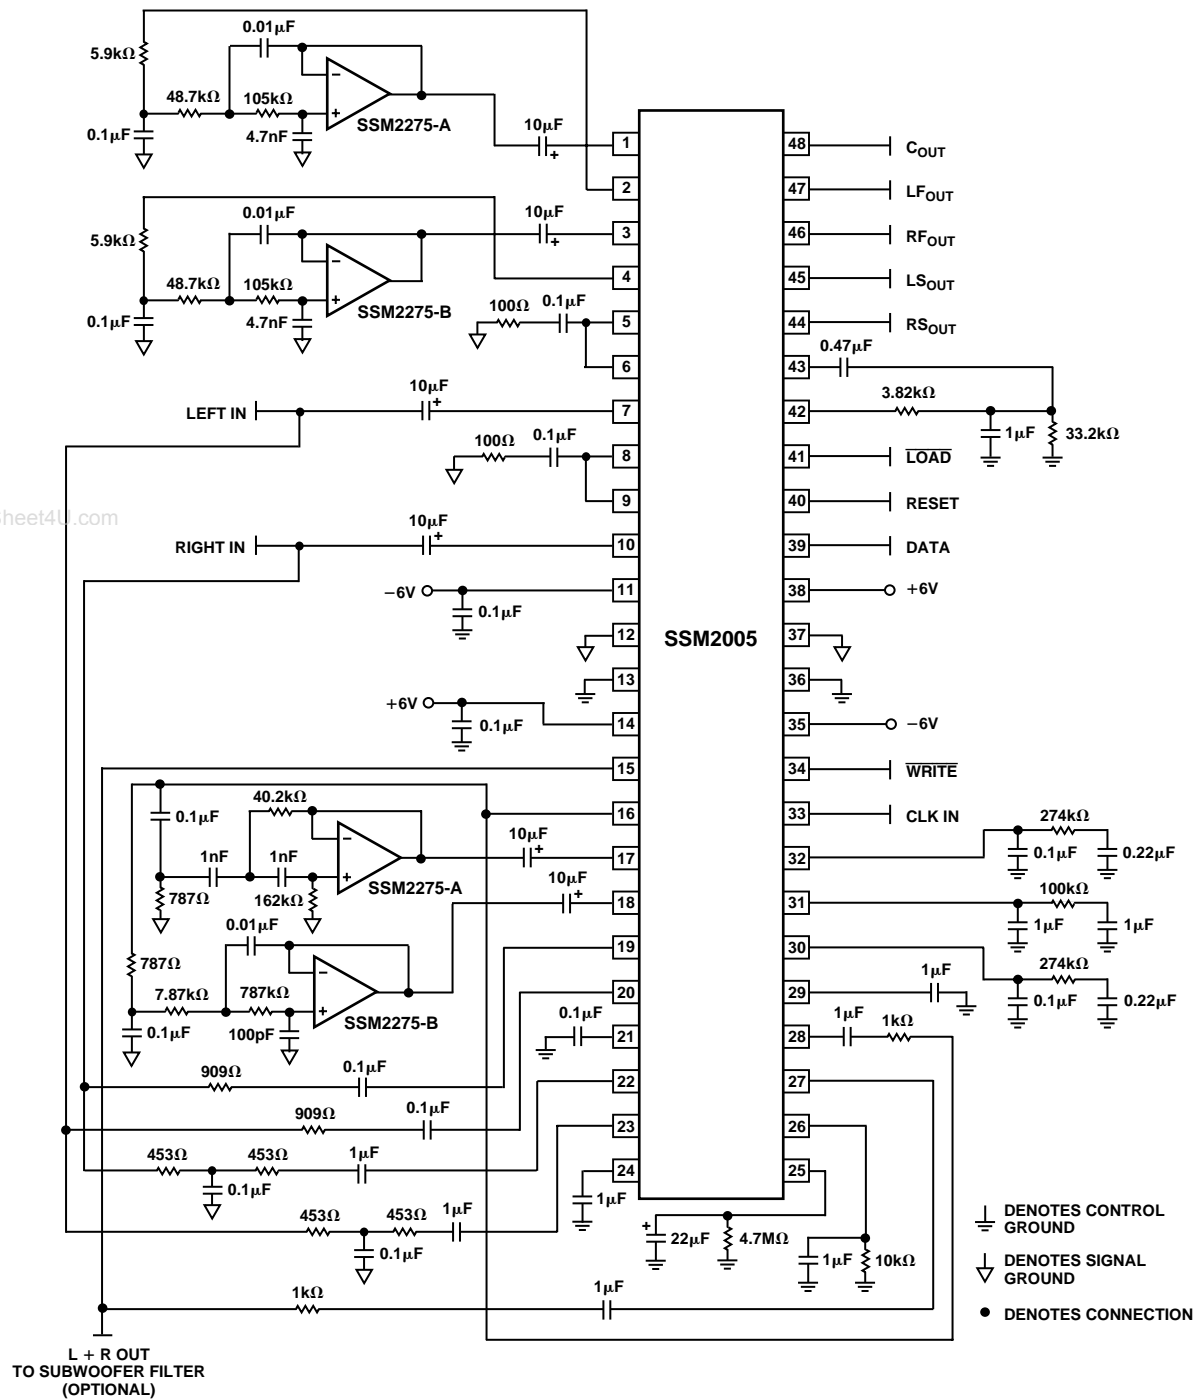 0.01µF
5.9kΩ
48.7kΩ
105kΩ
SSM2275-A
0.1µF
4.7nF
10µF
0.01µF
5.9kΩ
48.7kΩ
105kΩ
SSM2275-B
0.1µF
4.7nF
10µF
100Ω
0.1µF
LEFT IN
10µF
100Ω
0.1µF
heet4U.com
RIGHT IN
10µF
−6V
0.1µF
+6V
0.1µF
40.2kΩ
0.1µF
1nF
1nF
SSM2275-A
787Ω
162kΩ
10µF
10µF
0.01µF
787Ω
7.87kΩ
787kΩ
SSM2275-B
0.1µF
100pF
0.1µF
909Ω
0.1µF
909Ω
0.1µF
453Ω
453Ω
1µF
0.1µF
453Ω
453Ω
1µF
0.1µF
1µF
1kΩ
1µF
L + R OUT
TO SUBWOOFER FILTER
(OPTIONAL)
SSM2005
1
2
3
4
5
6
7
8
9
10
11
12
13
14
15
16
17
18
19
20
21
22
23
24
48
47
46
45
44
43
42
41
40
39
38
37
36
35
34
33
32
31
30
29
28
27
26
25
COUT
LFOUT
RFOUT
LSOUT
RSOUT
0.47µF
3.82kΩ
1µF
33.2kΩ
LOAD
RESET
DATA
+6V
−6V
WRITE
CLK IN
274kΩ
0.1µF
0.22µF
100kΩ
1µF
1µF
274kΩ
0.1µF
0.22µF
1µF
1µF
1kΩ
22µF
4.7MΩ
1µF
10kΩ
DENOTES CONTROL
GROUND
DENOTES SIGNAL
GROUND
DENOTES CONNECTION